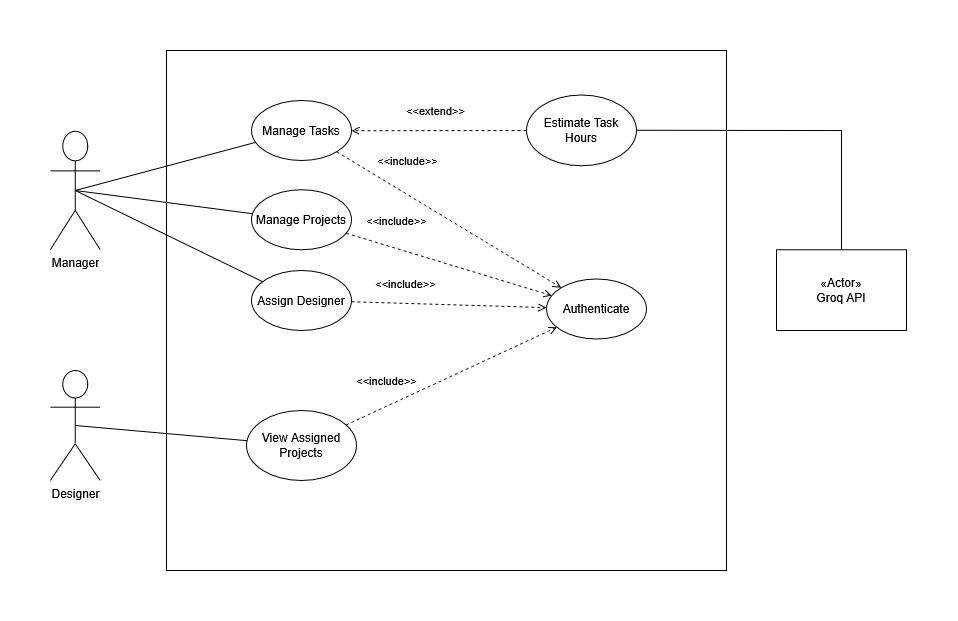 Manage Tasks
<<extend>>
Estimate Task
Hours
<<include>>
Manage Projects
<<include>>
Manager
Assign Designer
<<include>>
Authenticate
«Actor»
Groq API
<<include>>
View Assigned
Projects
Designer